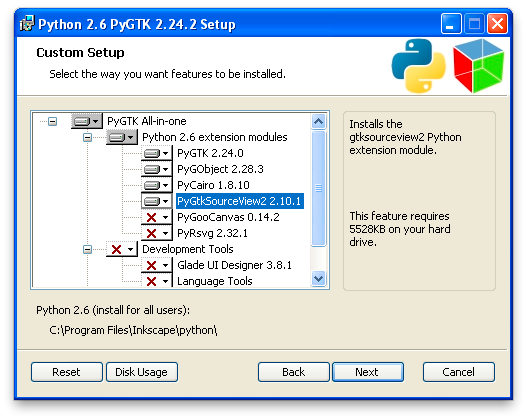 Python 2.6 PyGTK 2.24.2 Setup
Custom Setup
Select the way you want features to be installed.
PyGTK All-in-one
Python 2.6 extension modules
PyGTK 2.24.0
PyGObject 2.28.3
PyCairo 1.8.10
PyGtkSourceView2 2.10.1
PyGooCanvas 0.14.2
PyRsvg 2.32.1
Development Tools
Glade UI Designer 3.8.1
Language Tools
Installs the
gtksourceview2 Python
extension module.
This feature requires
5528KB on your hard
drive.
Python 2.6 (install for all users):
C:\Program Files\Inkscape\python\
Reset
Disk Usage
Back
Next
Cancel